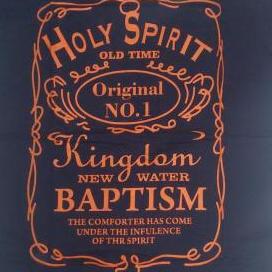 HOLY SPIRIT
OLD TIME
Original
NO.1
Kingdom
NEW WATER
BAPTISM
THE COMFORTER HAS COME
UNDER THE INFULENCE
OF THR SPIRIT